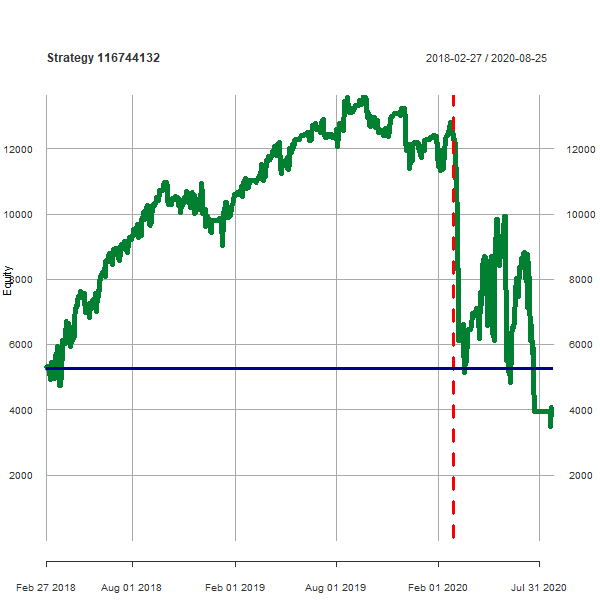 Strategy 116744132
2018-02-27 / 2020-08-25
Equity
12000
12000
10000
10000
8000
8000
6000
6000
4000
4000
2000
2000
Feb 27 2018
Aug 01 2018
Feb 01 2019
Aug 01 2019
Feb 01 2020
Jul 31 2020